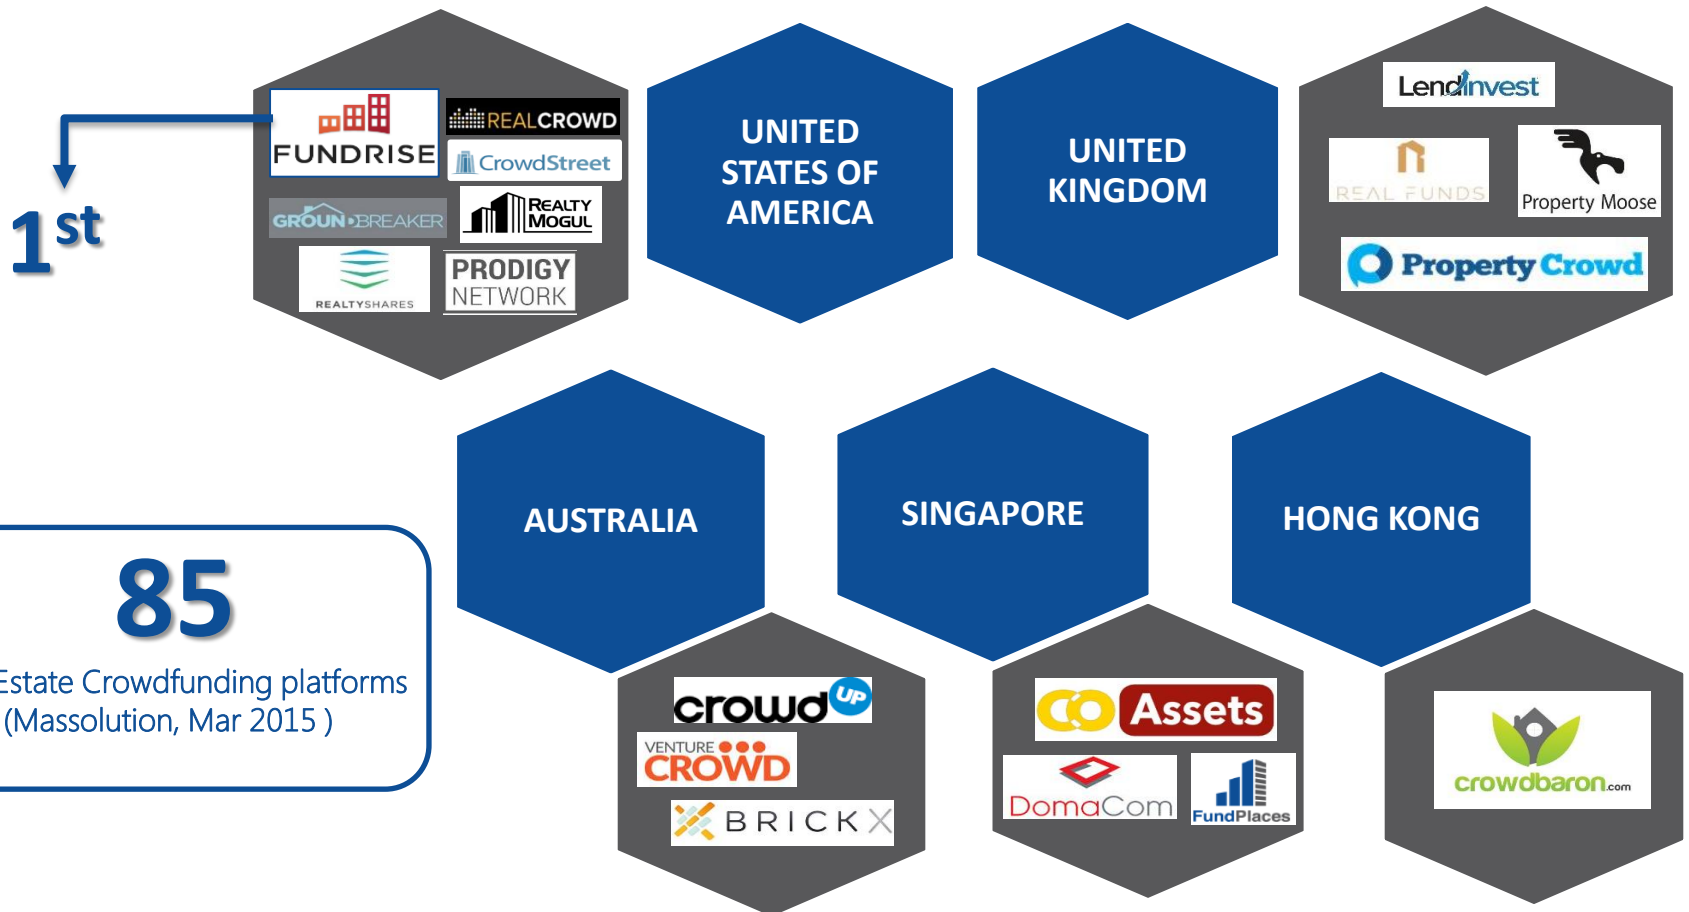 FUNDRISE
REALCROWD
CrowdStreet
GROUNDBREAKER
REALTY
MOGUL
REALTYSHARES
PRODIGY
NETWORK
1st
UNITED
STATES OF
AMERICA
UNITED
KINGDOM
LendInvest
REAL FUNDS
Property Moose
Property Crowd
AUSTRALIA
SINGAPORE
HONG KONG
85
Estate Crowdfunding platforms
(Massolution, Mar 2015 )
crowd UP
VENTURE
CROWD
BRICKX
CO Assets
DomaCom
FundPlaces
crowdbaron.com